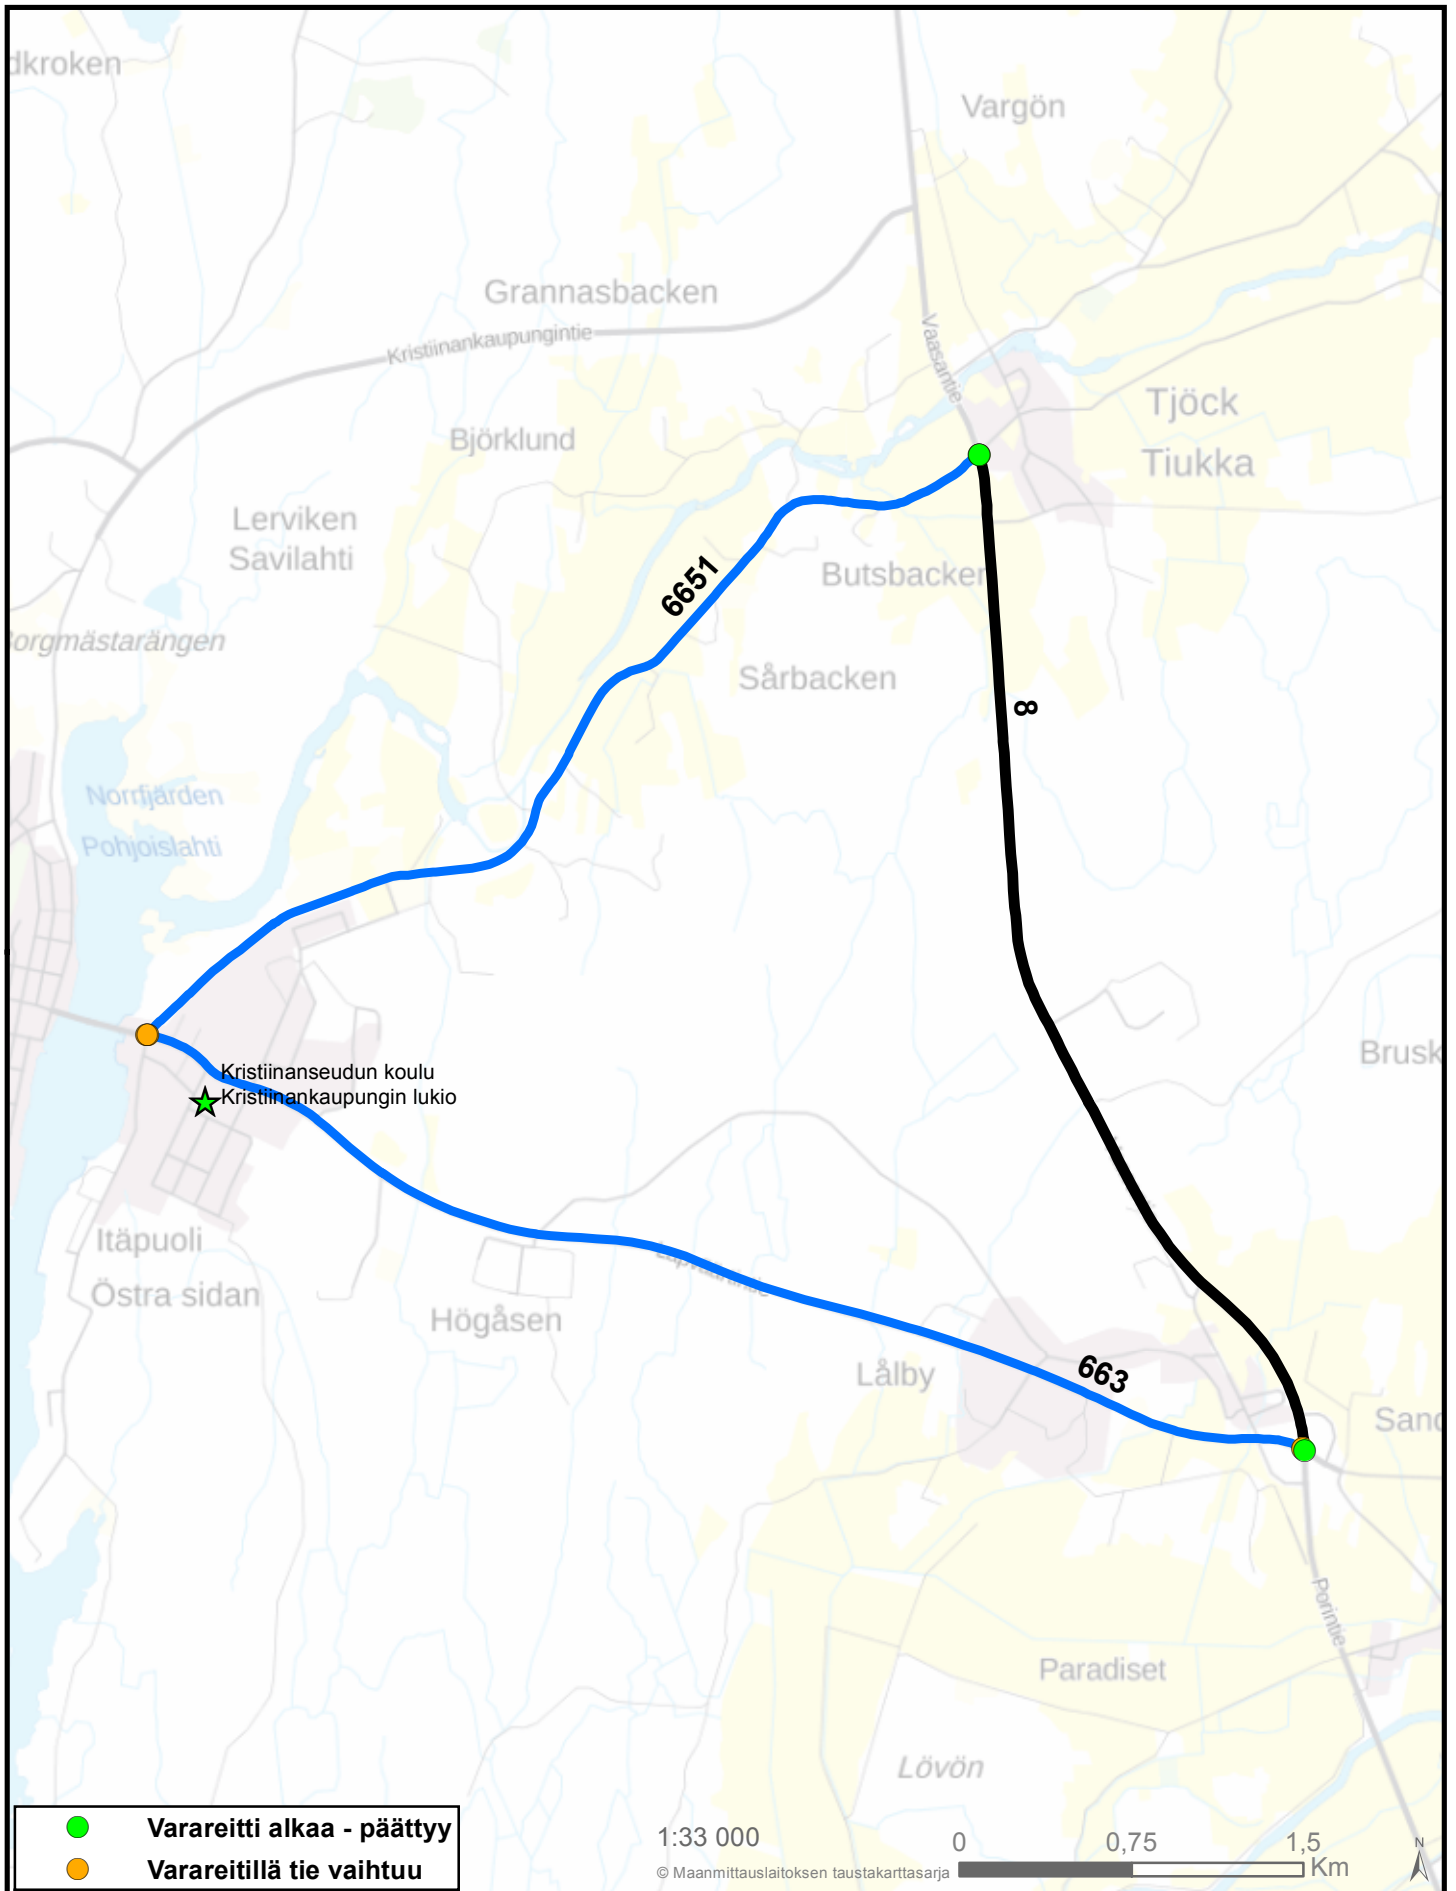 dkroken
Vargön
Grannasbacken
Kristiinankaupungintie
Vaasantie
Tjöck
Tiukka
Björklund
Lerviken
Savilahti
6651
Butsbacken
orgmästarängen
Sårbacken
8
Norrfjärden
Pohjoislahti
Brusk
Kristiinanseudun koulu
Kristiinankaupungin lukio
Itäpuoli
Östra sidan
Högåsen
Lålby
663
Sand
Porintie
Paradiset
Lövön
Varareitti alkaa - päättyy
Varareitillä tie vaihtuu
1:33 000
© Maanmittauslaitoksen taustakarttasarja
0 0,75 1,5
Km
N